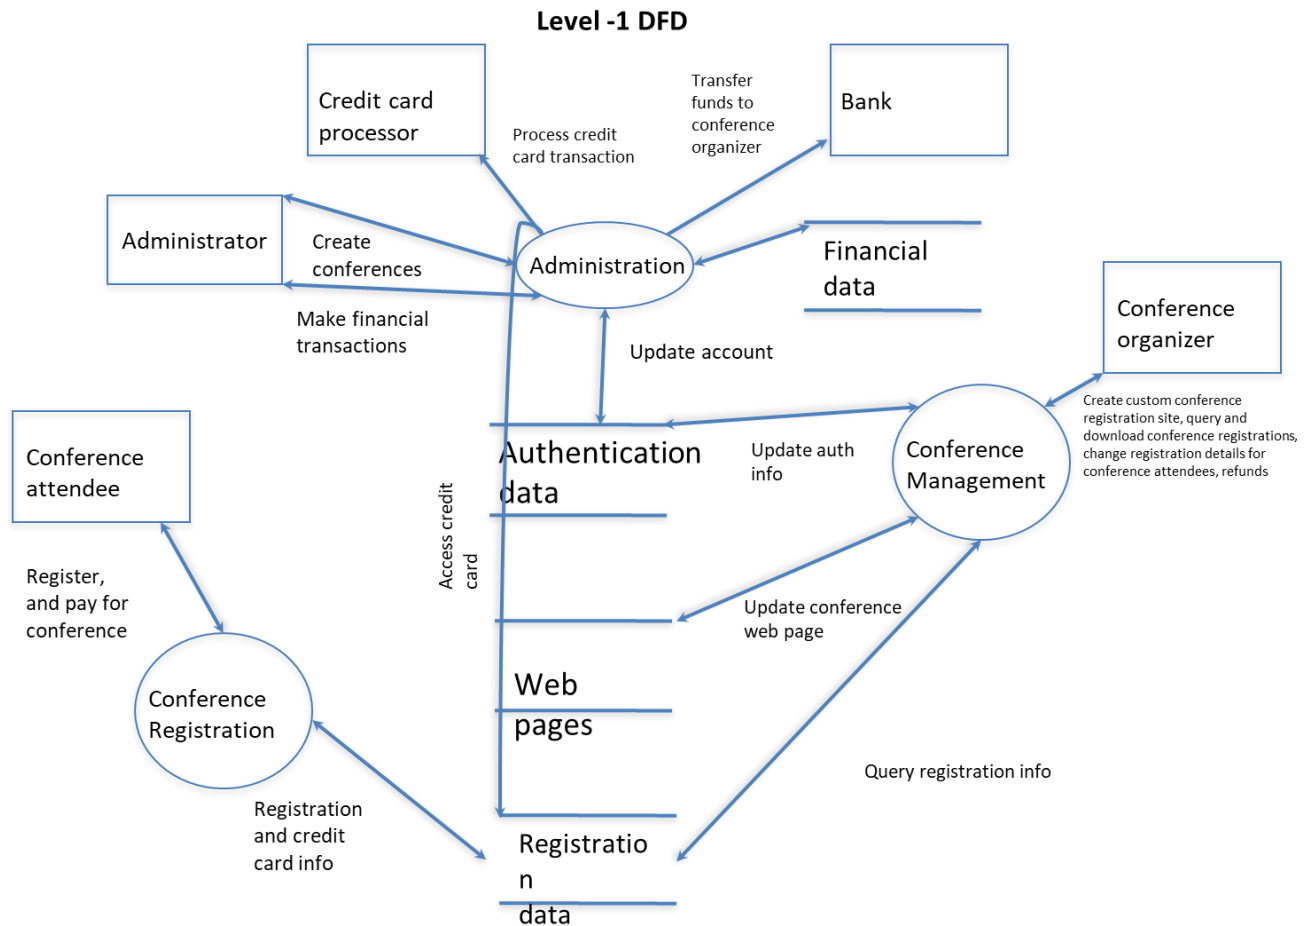 Level -1 DFD
Credit card
processor
Process credit
card transaction
Transfer
funds to
conference
organizer
Bank
Administrator
Create
conferences
Administration
Financial
data
Make financial
transactions
Update account
Conference
organizer
Create custom conference
registration site, query and
download conference registrations,
change registration details for
conference attendees, refunds
Conference
attendee
Authentication
data
Update auth
info
Conference
Management
Access credit
card
Register,
and pay for
conference
Update conference
web page
Web
pages
Conference
Registration
Query registration info
Registration
and credit
card info
Registratio
n
data